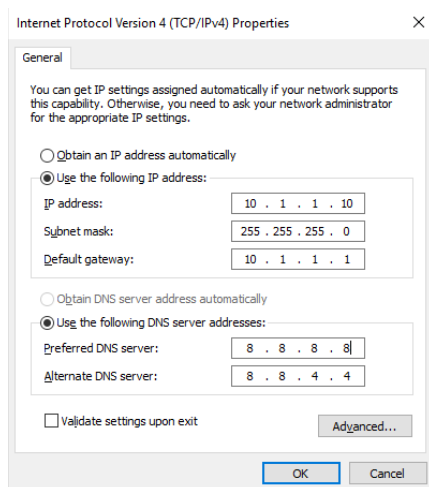 Internet Protocol Version 4 (TCP/IPv4) Properties
General
You can get IP settings assigned automatically if your network supports
this capability. Otherwise, you need to ask your network administrator
for the appropriate IP settings.
Obtain an IP address automatically
Use the following IP address:
IP address: 10 . 1 . 1 . 10
Subnet mask: 255 . 255 . 255 . 0
Default gateway: 10 . 1 . 1 . 1
Obtain DNS server address automatically
Use the following DNS server addresses:
Preferred DNS server: 8 . 8 . 8 . 8
Alternate DNS server: 8 . 8 . 4 . 4
Validate settings upon exit
Advanced...
OK Cancel